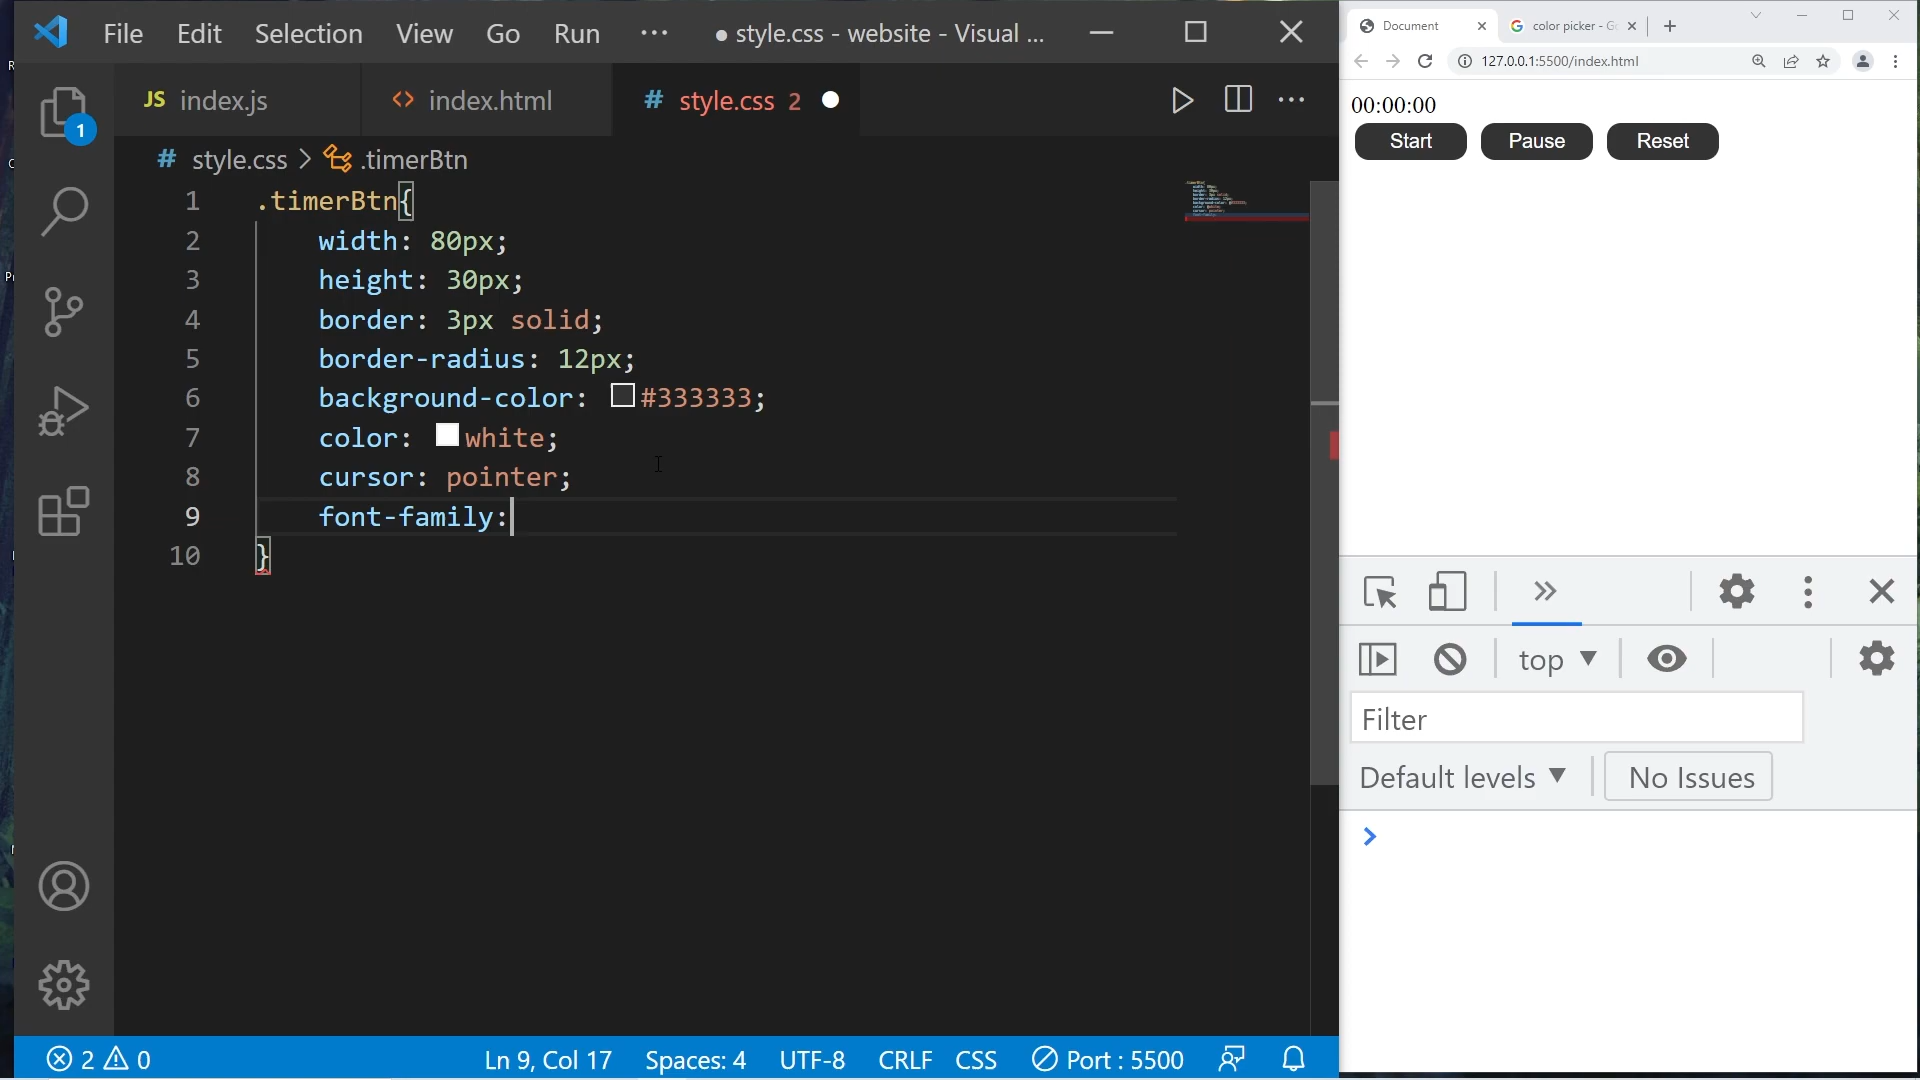 File Edit Selection View Go Run ··· ● style.css - website - Visual ...
JS index.js <> index.html # style.css 2
# style.css > .timerBtn
1 .timerBtn{
2 width: 80px;
3 height: 30px;
4 border: 3px solid;
5 border-radius: 12px;
6 background-color: #333333;
7 color: white;
8 cursor: pointer;
9 font-family:
10 }
1
2 0 Ln 9, Col 17 Spaces: 4 UTF-8 CRLF CSS Port : 5500
Document color picker - Go
127.0.0.1:5500/index.html
00:00:00
Start Pause Reset
top
Filter
Default levels No Issues